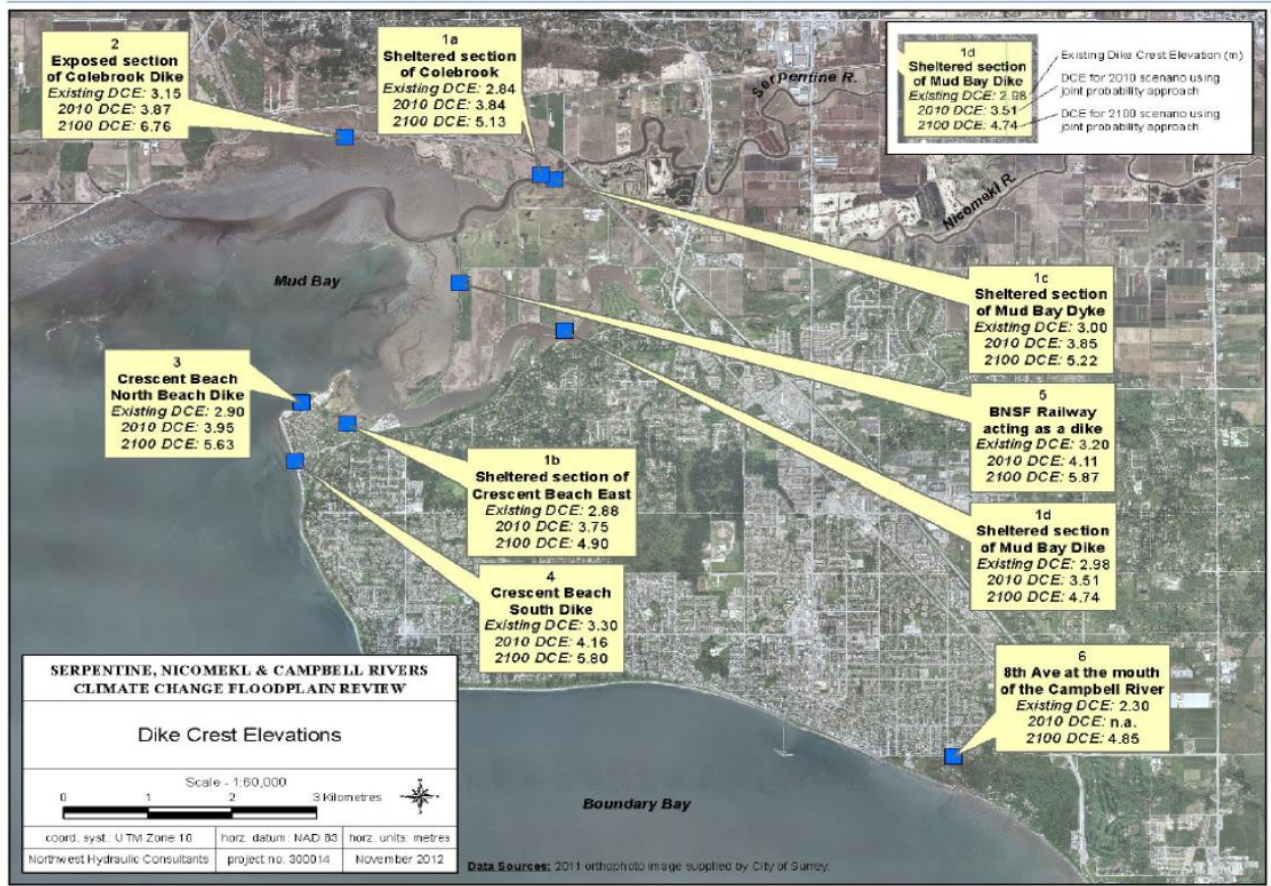 2
Exposed section
of Colebrook Dike
Existing DCE: 3.15
2010 DCE: 3.87
2100 DCE: 6.76
1a
Sheltered section
of Colebrook
Existing DCE: 2.84
2010 DCE: 3.84
2100 DCE: 5.13
Serpentine R.
1d
Sheltered section
of Mud Bay Dike
Existing DCE: 2.98
2010 DCE: 3.51
2100 DCE: 4.74
Existing Dike Crest Elevation (m)
DCE for 2010 scenario using
joint probability approach
DCE for 2100 scenario using
joint probability approach
Nicomekl R.
Mud Bay
1c
Sheltered section
of Mud Bay Dyke
Existing DCE: 3.00
2010 DCE: 3.85
2100 DCE: 5.22
3
Crescent Beach
North Beach Dike
Existing DCE: 2.90
2010 DCE: 3.95
2100 DCE: 5.63
5
BNSF Railway
acting as a dike
Existing DCE: 3.20
2010 DCE: 4.11
2100 DCE: 5.87
1b
Sheltered section of
Crescent Beach East
Existing DCE: 2.88
2010 DCE: 3.75
2100 DCE: 4.90
1d
Sheltered section
of Mud Bay Dike
Existing DCE: 2.98
2010 DCE: 3.51
2100 DCE: 4.74
4
Crescent Beach
South Dike
Existing DCE: 3.30
2010 DCE: 4.16
2100 DCE: 5.80
6
8th Ave at the mouth
of the Campbell River
Existing DCE: 2.30
2010 DCE: n.a.
2100 DCE: 4.85
SERPENTINE, NICOMEKL & CAMPBELL RIVERS
CLIMATE CHANGE FLOODPLAIN REVIEW
Dike Crest Elevations
Scale - 1:60,000
0 1 2 3 Kilometres
coord. syst.: UTM Zone 10 horz. datum: NAD 83 horz. units: metres
Northwest Hydraulic Consultants project no. 300014 November 2012
Boundary Bay
Data Sources: 2011 orthophoto image supplied by City of Surrey.